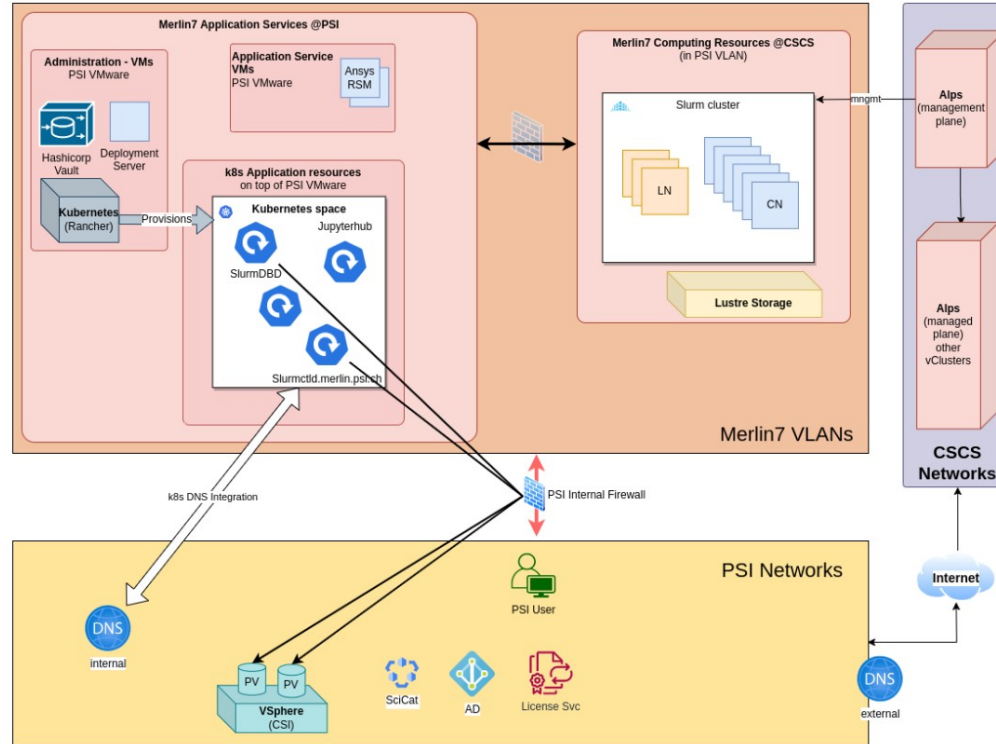 Merlin7 Application Services @PSI
Administration - VMs
PSI VMware
Hashicorp
Vault
Deployment
Server
Kubernetes
(Rancher)
Provisions
Application Service
VMs
PSI VMware
Ansys
RSM
k8s Application resources
on top of PSI VMware
Kubernetes space
Jupyterhub
SlurmDBD
Slurmctld.merlin.psi.ch
Merlin7 Computing Resources @CSCS
(in PSI VLAN)
Slurm cluster
LN
CN
Lustre Storage
Merlin7 VLANs
mngmt
Alps
(management
plane)
Alps
(managed
plane)
other
vClusters
CSCS
Networks
k8s DNS Integration
PSI Internal Firewall
PSI Networks
PSI User
Internet
DNS
internal
PV
PV
VSphere
(CSI)
SciCat
AD
License Svc
DNS
external